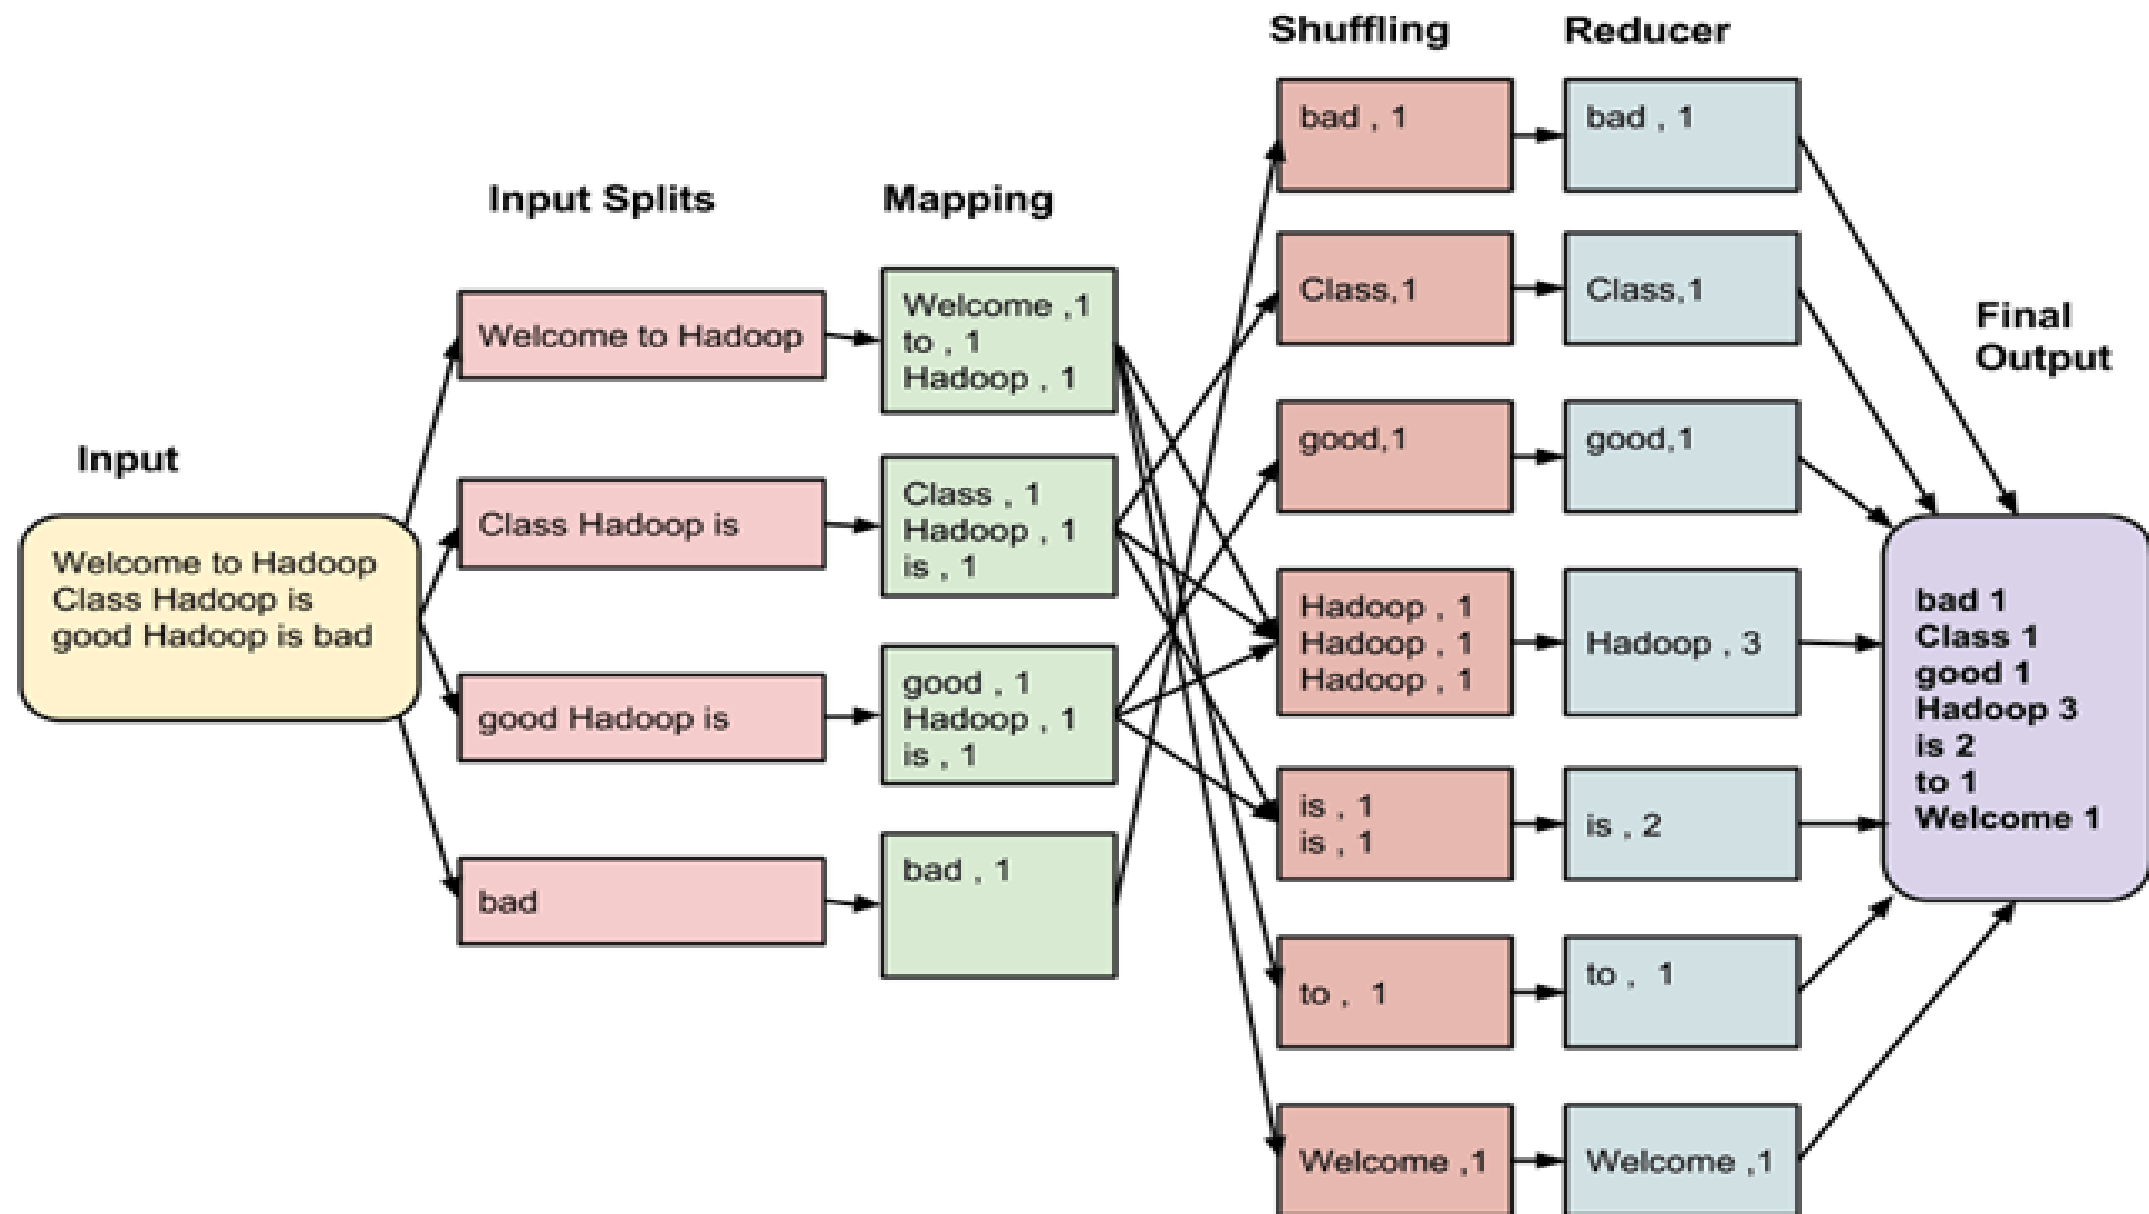 Shuffling
Reducer
Input Splits
Mapping
Input
Final
Output
Welcome to Hadoop
Class Hadoop is
good Hadoop is bad
Welcome to Hadoop
Class Hadoop is
good Hadoop is
bad
Welcome ,1
to , 1
Hadoop , 1
Class , 1
Hadoop , 1
is , 1
good , 1
Hadoop , 1
is , 1
bad , 1
bad , 1
Class,1
good,1
Hadoop , 1
Hadoop , 1
Hadoop , 1
is , 1
is , 1
to , 1
Welcome ,1
bad , 1
Class,1
good,1
Hadoop , 3
is , 2
to , 1
Welcome ,1
bad 1
Class 1
good 1
Hadoop 3
is 2
to 1
Welcome 1